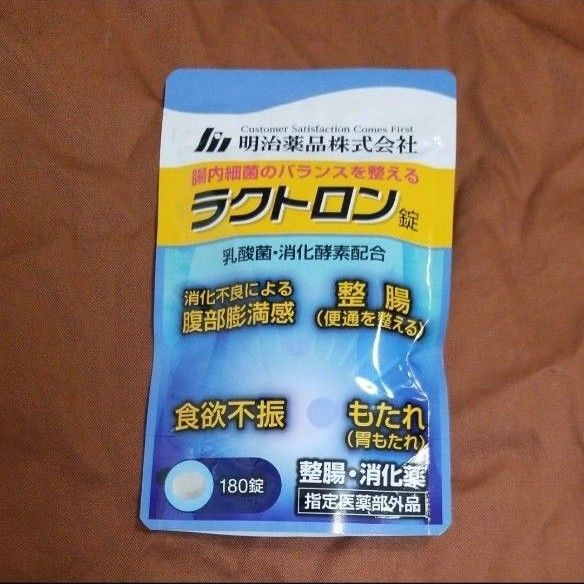 Customer Satisfaction Comes First
明治薬品株式会社
腸内細菌のバランスを整える
ラクトロン錠
乳酸菌・消化酵素配合
消化不良による
腹部膨満感
整腸
(便通を整える)
食欲不振
もたれ
(胃もたれ)
180錠
整腸・消化薬
指定医薬部外品